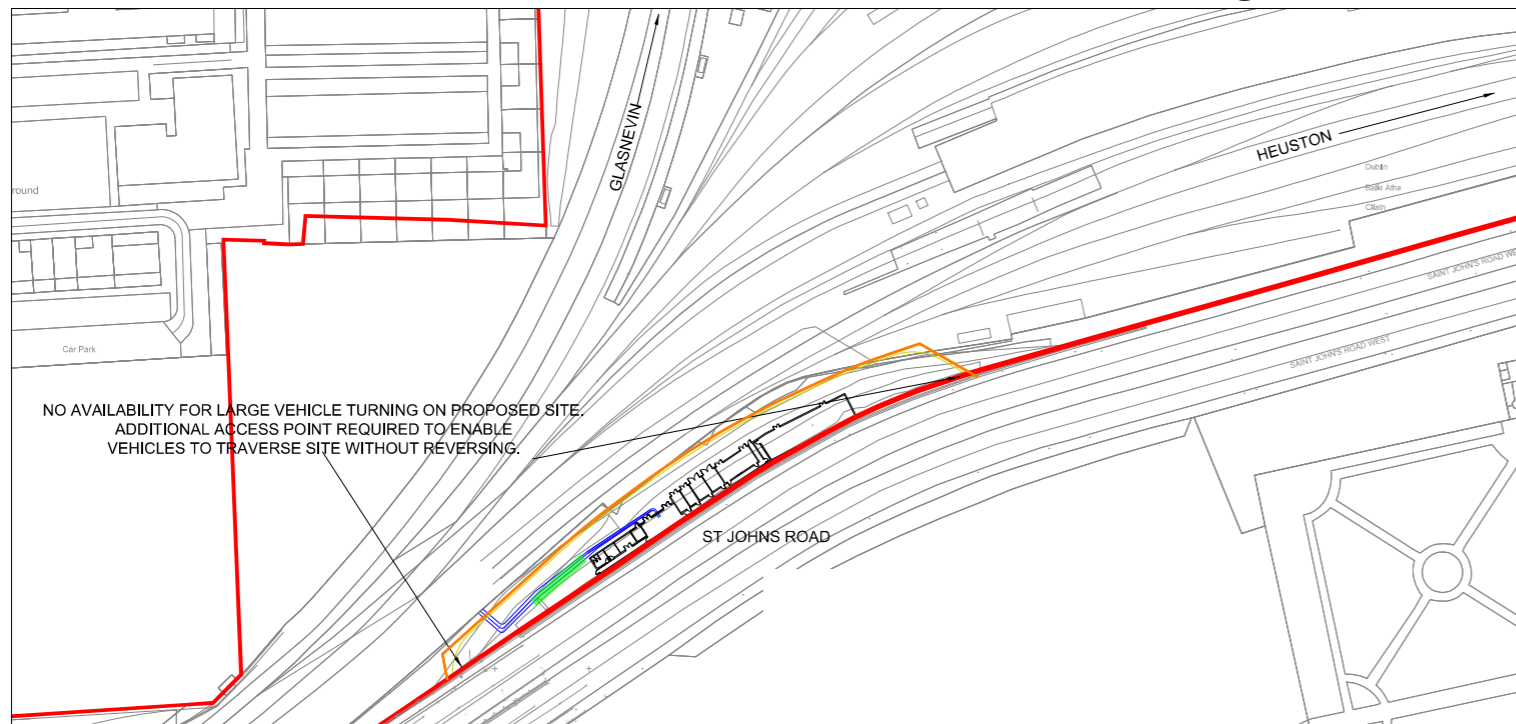 GLASNEVIN
HEUSTON
Dublin
Baile Átha
Cliath
round
SAINT JOHN'S ROAD WE
SAINT JOHN'S ROAD WEST
Car Park
NO AVAILABILITY FOR LARGE VEHICLE TURNING ON PROPOSED SITE.
ADDITIONAL ACCESS POINT REQUIRED TO ENABLE
VEHICLES TO TRAVERSE SITE WITHOUT REVERSING.
ST JOHNS ROAD